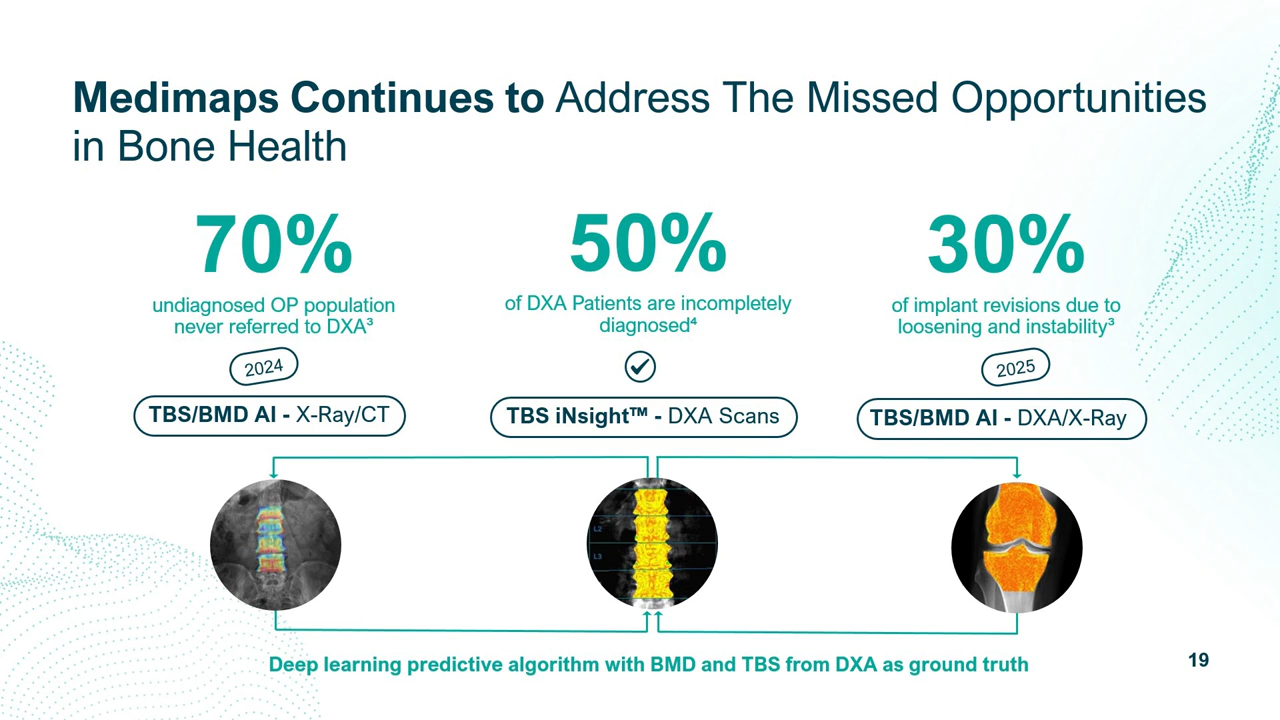 Medimaps Continues to Address The Missed Opportunities
in Bone Health
70%
undiagnosed OP population
never referred to DXA³
2024
TBS/BMD AI - X-Ray/CT
50%
of DXA Patients are incompletely
diagnosed⁴
TBS iNsight™ - DXA Scans
30%
of implant revisions due to
loosening and instability³
2025
TBS/BMD AI - DXA/X-Ray
L2
L3
Deep learning predictive algorithm with BMD and TBS from DXA as ground truth
19